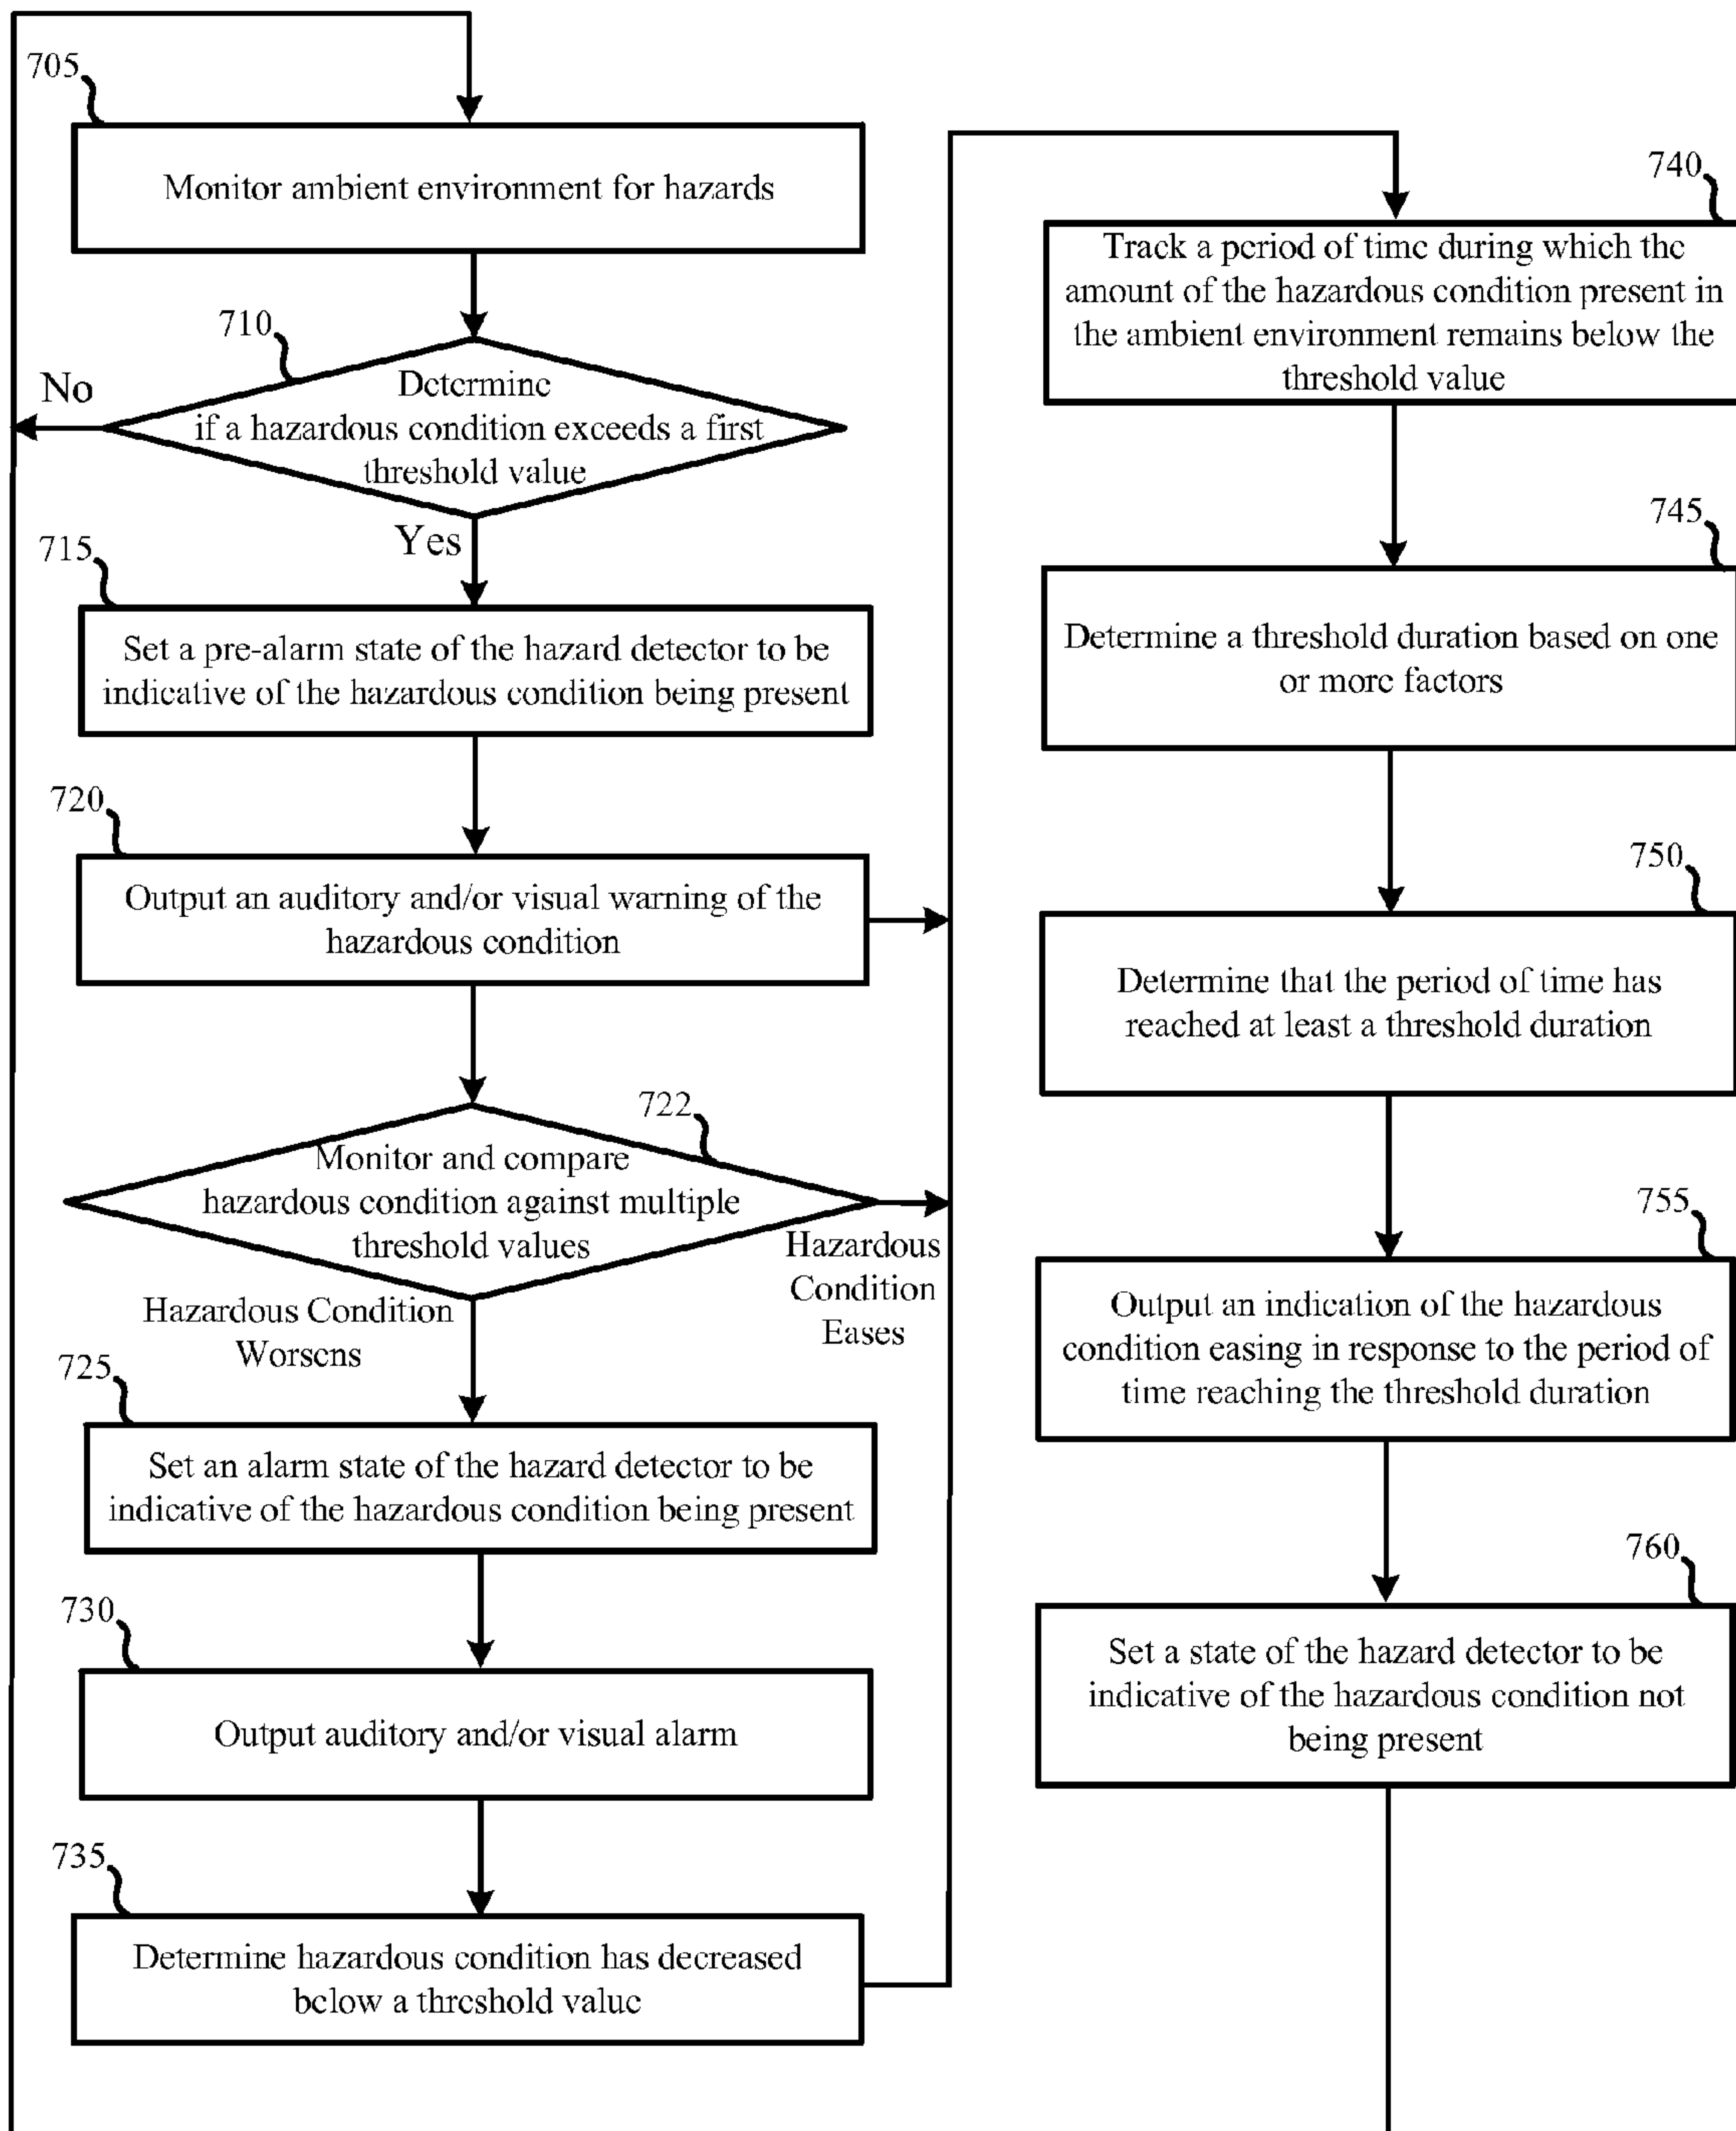 705
Monitor ambient environment for hazards
710
No
Determine
if a hazardous condition exceeds a first
threshold value
Yes
715
Set a pre-alarm state of the hazard detector to be
indicative of the hazardous condition being present
720
Output an auditory and/or visual warning of the
hazardous condition
722
Monitor and compare
hazardous condition against multiple
threshold values
Hazardous
Condition
Eases
Hazardous Condition
Worsens
725
Set an alarm state of the hazard detector to be
indicative of the hazardous condition being present
730
Output auditory and/or visual alarm
735
Determine hazardous condition has decreased
below a threshold value
740
Track a period of time during which the
amount of the hazardous condition present in
the ambient environment remains below the
threshold value
745
Determine a threshold duration based on one
or more factors
750
Determine that the period of time has
reached at least a threshold duration
755
Output an indication of the hazardous
condition easing in response to the period of
time reaching the threshold duration
760
Set a state of the hazard detector to be
indicative of the hazardous condition not
being present